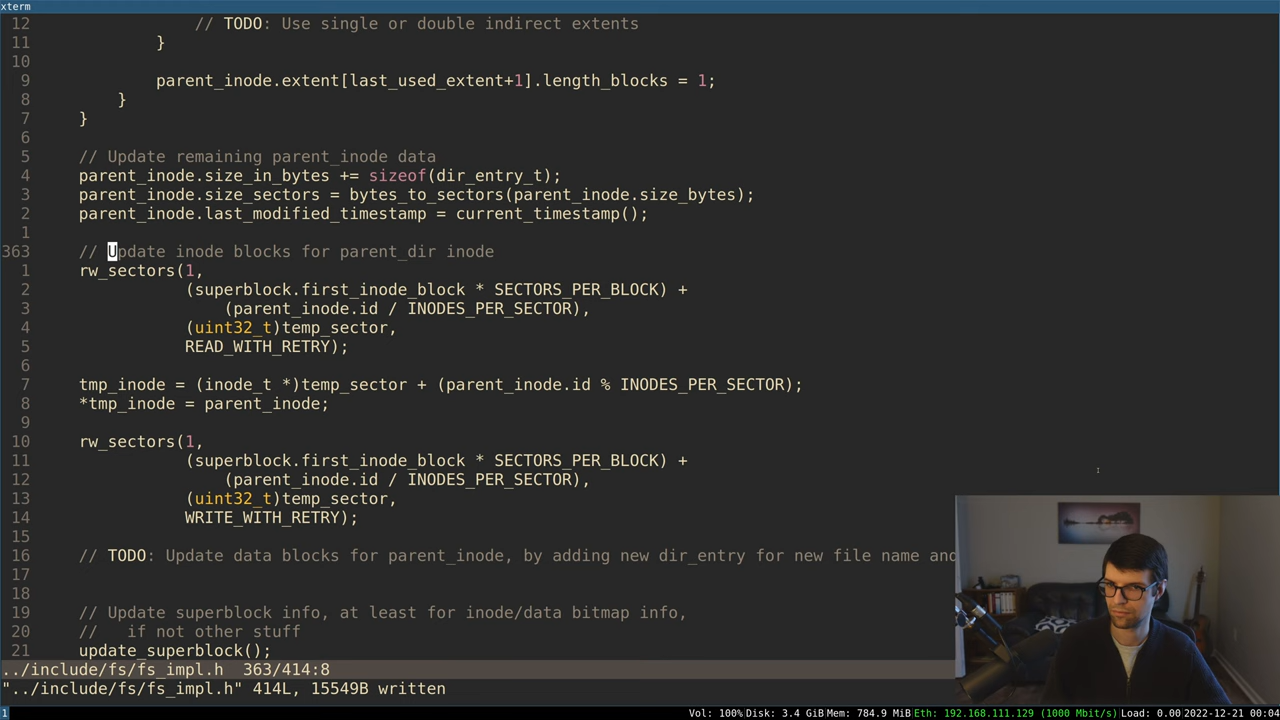 xterm
12 // TODO: Use single or double indirect extents
11 }
10
9 parent_inode.extent[last_used_extent+1].length_blocks = 1;
8 }
7 }
6
5 // Update remaining parent_inode data
4 parent_inode.size_in_bytes += sizeof(dir_entry_t);
3 parent_inode.size_sectors = bytes_to_sectors(parent_inode.size_bytes);
2 parent_inode.last_modified_timestamp = current_timestamp();
1
363 // Update inode blocks for parent_dir inode
1 rw_sectors(1,
2 (superblock.first_inode_block * SECTORS_PER_BLOCK) +
3 (parent_inode.id / INODES_PER_SECTOR),
4 (uint32_t)temp_sector,
5 READ_WITH_RETRY);
6
7 tmp_inode = (inode_t *)temp_sector + (parent_inode.id % INODES_PER_SECTOR);
8 *tmp_inode = parent_inode;
9
10 rw_sectors(1,
11 (superblock.first_inode_block * SECTORS_PER_BLOCK) +
12 (parent_inode.id / INODES_PER_SECTOR),
13 (uint32_t)temp_sector,
14 WRITE_WITH_RETRY);
15
16 // TODO: Update data blocks for parent_inode, by adding new dir_entry for new file name and
17
18
19 // Update superblock info, at least for inode/data bitmap info,
20 // if not other stuff
21 update_superblock();
../include/fs/fs_impl.h 363/414:8
"../include/fs/fs_impl.h" 414L, 15549B written
1 Vol: 100% Disk: 3.4 GiB Mem: 784.9 MiB Eth: 192.168.111.129 (1000 Mbit/s) Load: 0.00 2022-12-21 00:04